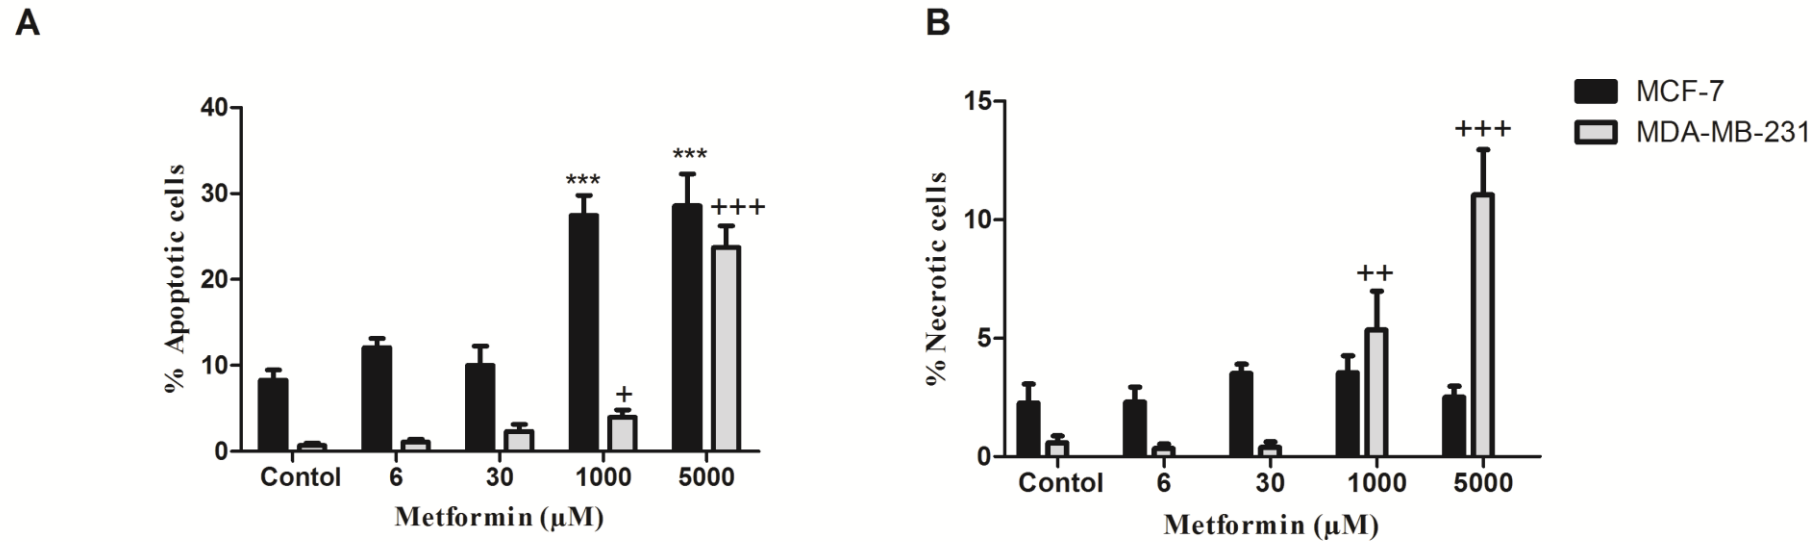 A
40
30
20
10
0
% Apoptotic cells
***
***
+
+++
Contol 6 30 1000 5000
Metformin (µM)
B
15
10
5
0
% Necrotic cells
++
+++
Contol 6 30 1000 5000
Metformin (µM)
MCF-7
MDA-MB-231